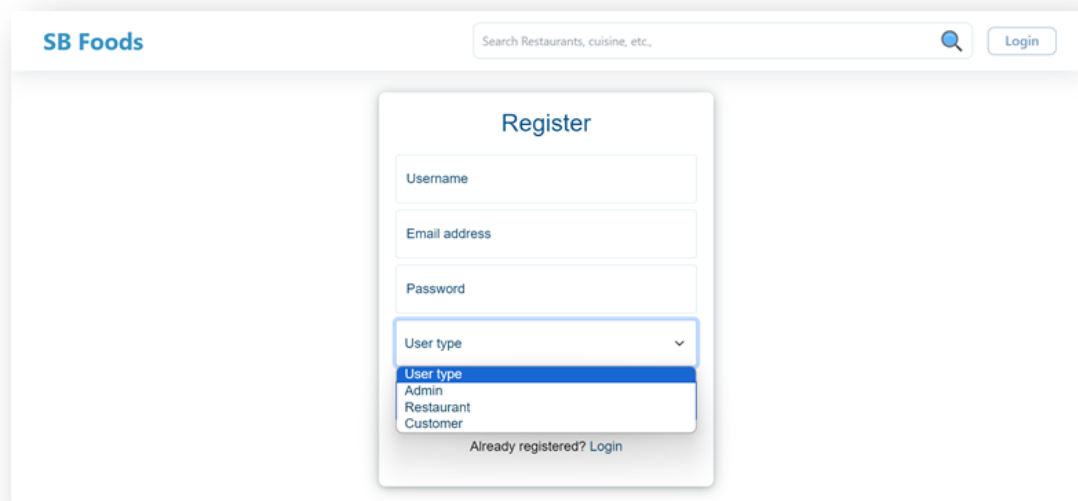 SB Foods
Search Restaurants, cuisine, etc.,
Login
Register
Username
Email address
Password
User type
User type
Admin
Restaurant
Customer
Already registered? Login